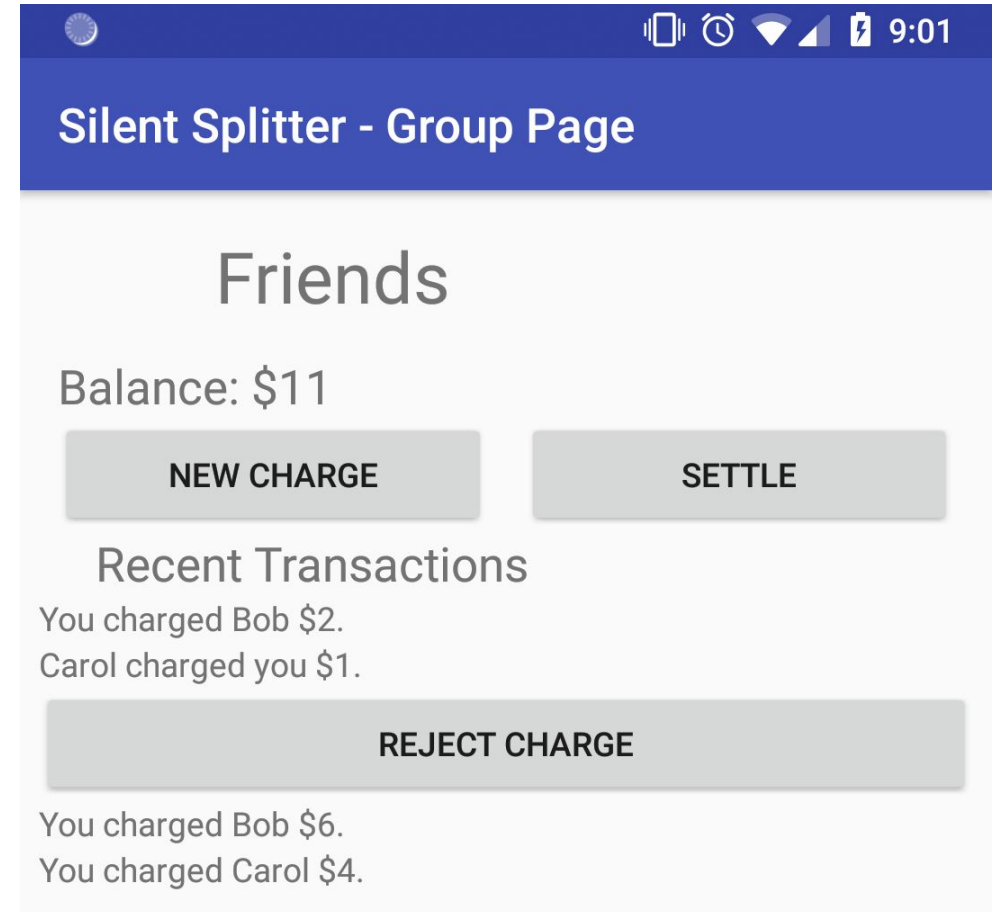 9:01
Silent Splitter - Group Page
Friends
Balance: $11
NEW CHARGE SETTLE
Recent Transactions
You charged Bob $2.
Carol charged you $1.
REJECT CHARGE
You charged Bob $6.
You charged Carol $4.